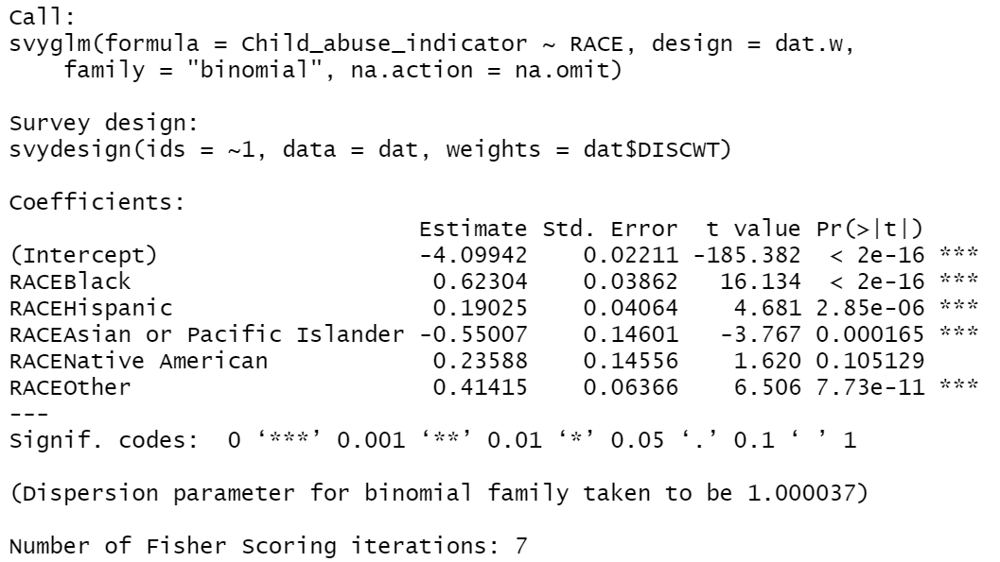 Call:
svyglm(formula = Child_abuse_indicator ~ RACE, design = dat.w,
    family = "binomial", na.action = na.omit)

Survey design:
svydesign(ids = ~1, data = dat, weights = dat$DISCWT)

Coefficients:
                               Estimate Std. Error  t value Pr(>|t|)
(Intercept)                    -4.09942    0.02211 -185.382  < 2e-16 ***
RACEBlack                       0.62304    0.03862   16.134  < 2e-16 ***
RACEHispanic                    0.19025    0.04064    4.681 2.85e-06 ***
RACEAsian or Pacific Islander -0.55007    0.14601   -3.767 0.000165 ***
RACENative American             0.23588    0.14556    1.620 0.105129
RACEOther                       0.41415    0.06366    6.506 7.73e-11 ***
---
Signif. codes:  0 ‘***’ 0.001 ‘**’ 0.01 ‘*’ 0.05 ‘.’ 0.1 ‘ ’ 1

(Dispersion parameter for binomial family taken to be 1.000037)

Number of Fisher Scoring iterations: 7